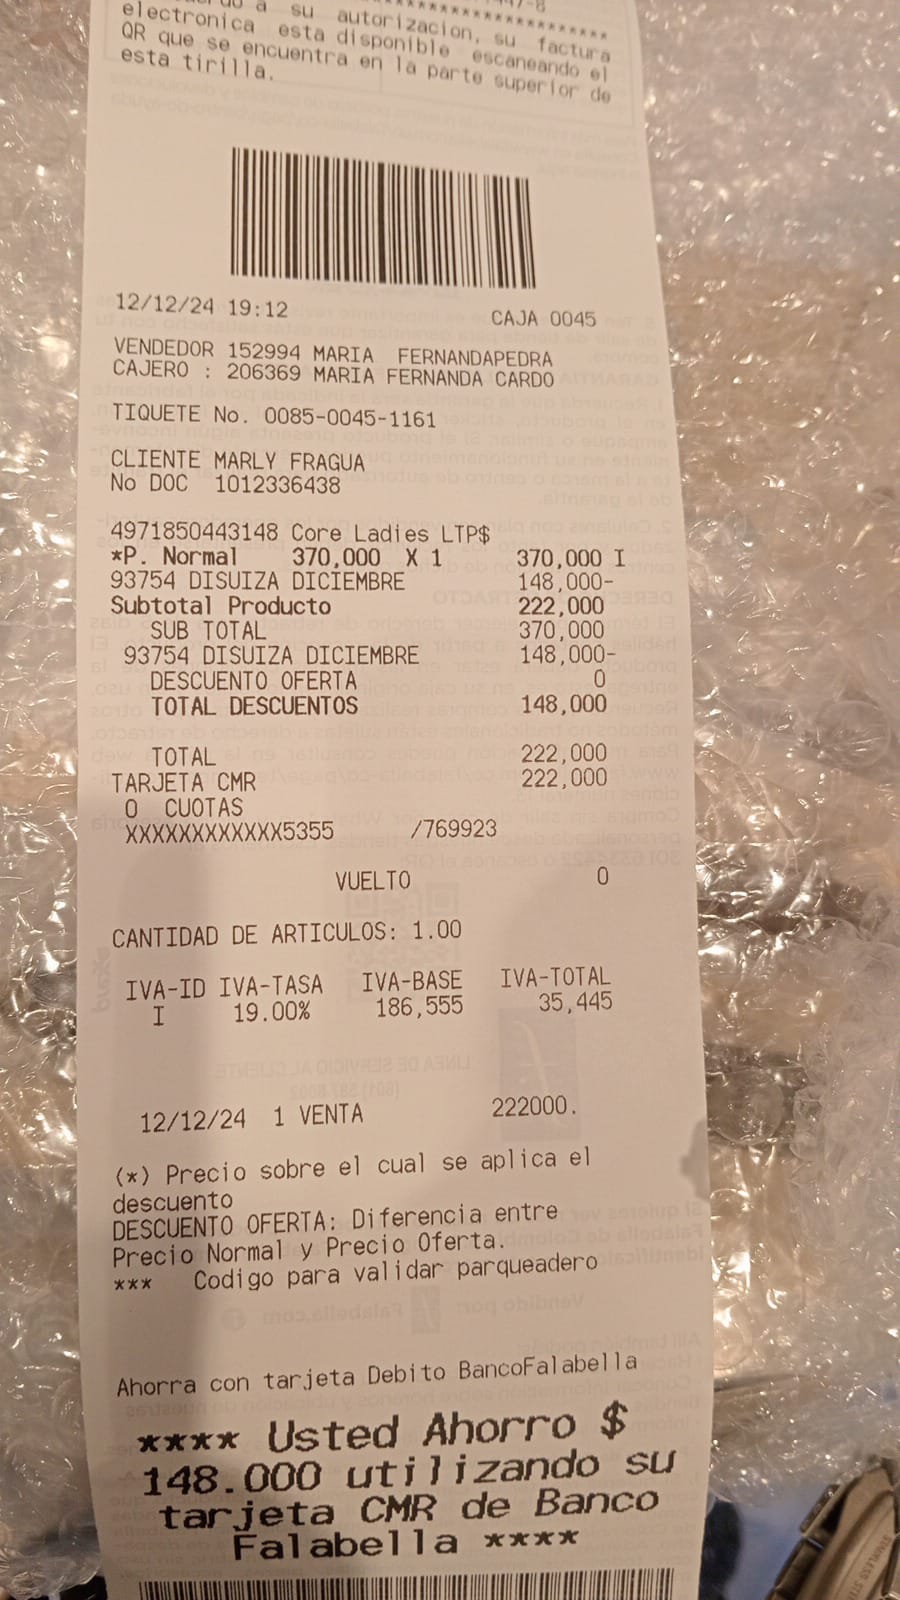 a su autorizacion, su factura
electronica esta disponible escaneando el
QR que se encuentra en la parte superior de
esta tirilla.
12/12/24 19:12 CAJA 0045
VENDEDOR 152994 MARIA FERNANDAPEDRA
CAJERO : 206369 MARIA FERNANDA CARDO
TIQUETE No. 0085-0045-1161
CLIENTE MARLY FRAGUA
No DOC 1012336438
4971850443148 Core Ladies LTP$
*P. Normal 370,000 X 1 370,000 I
93754 DISUIZA DICIEMBRE 148,000-
Subtotal Producto 222,000
SUB TOTAL 370,000
93754 DISUIZA DICIEMBRE 148,000-
DESCUENTO OFERTA 0
TOTAL DESCUENTOS 148,000
TOTAL 222,000
TARJETA CMR 222,000
0 CUOTAS
XXXXXXXXXXXX5355 /769923
VUELTO 0
CANTIDAD DE ARTICULOS: 1.00
IVA-ID IVA-TASA IVA-BASE IVA-TOTAL
I 19.00% 186,555 35,445
12/12/24 1 VENTA 222000.
(*) Precio sobre el cual se aplica el
descuento
DESCUENTO OFERTA: Diferencia entre
Precio Normal y Precio Oferta.
*** Codigo para validar parqueadero
Ahorra con tarjeta Debito BancoFalabella
**** Usted Ahorro $
148.000 utilizando su
tarjeta CMR de Banco
Falabella ****